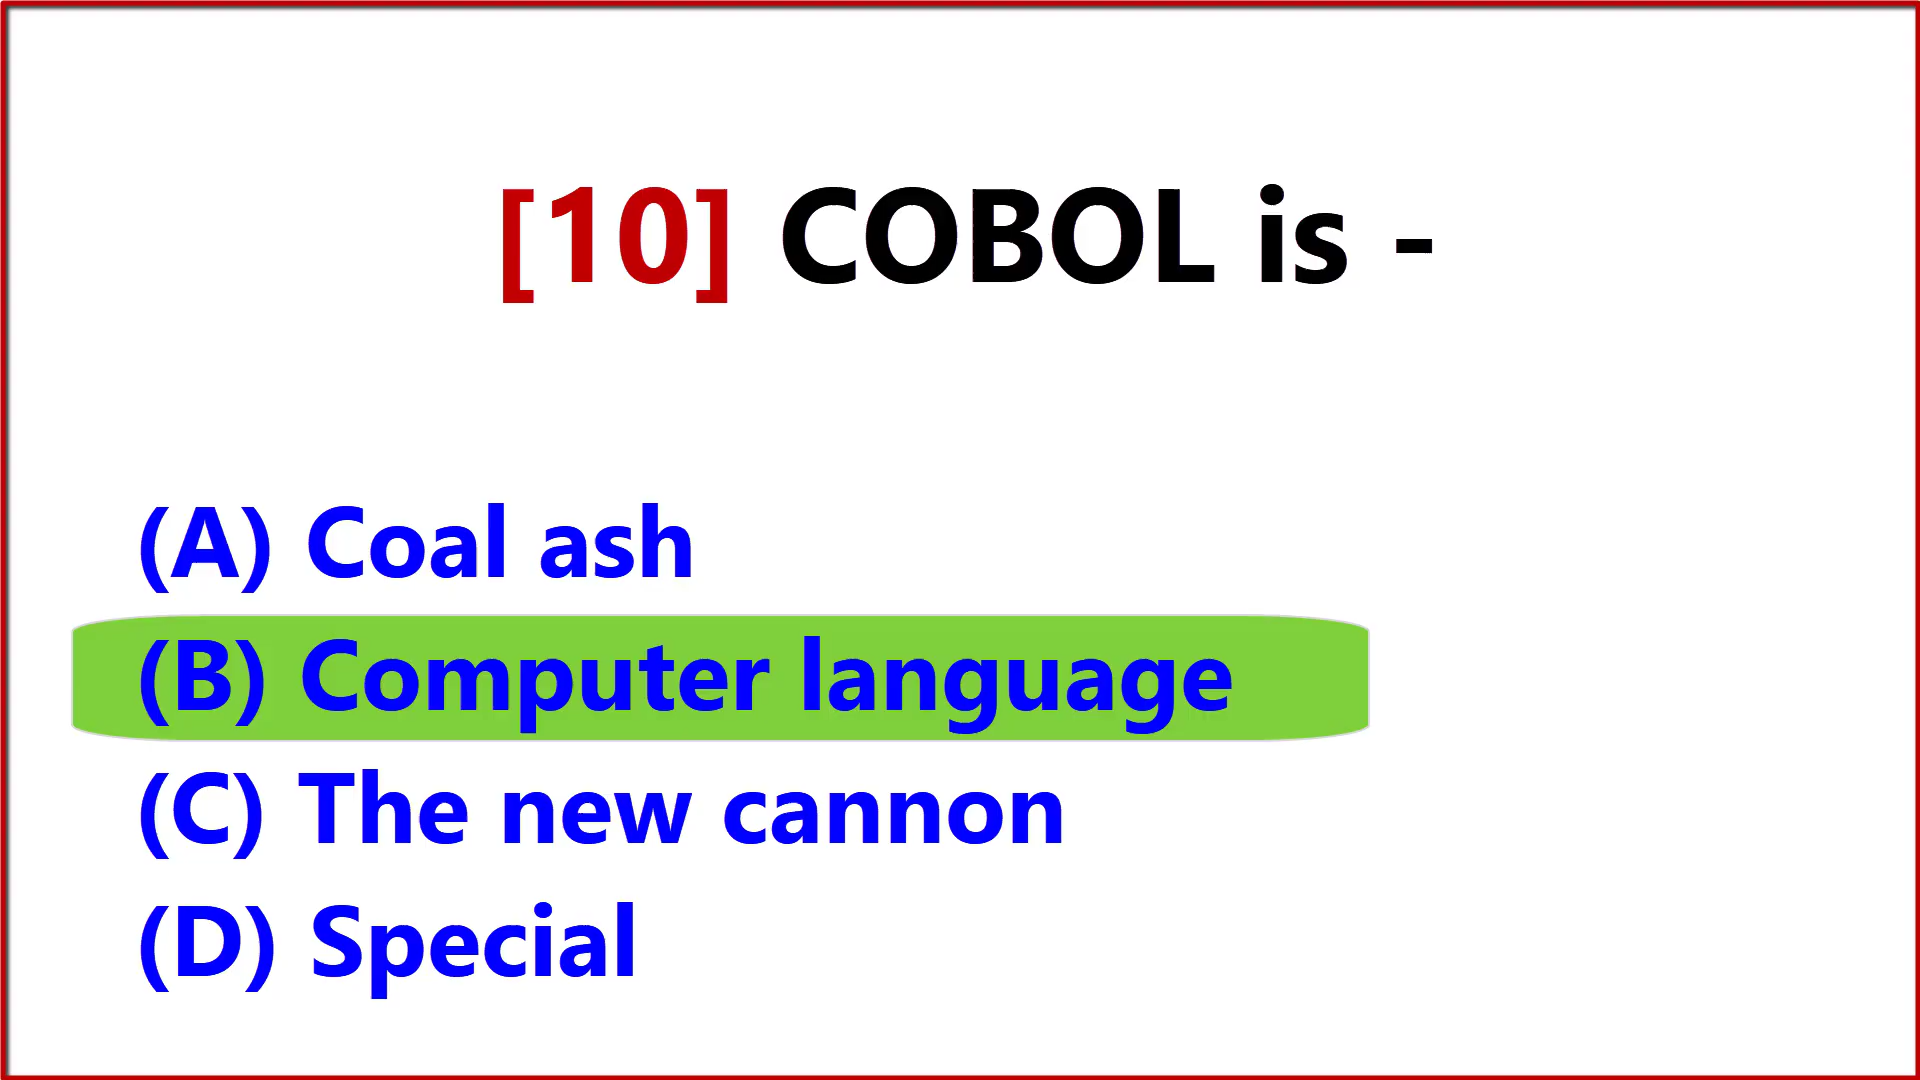 [10] COBOL is -
(A) Coal ash
(B) Computer language
(C) The new cannon
(D) Special